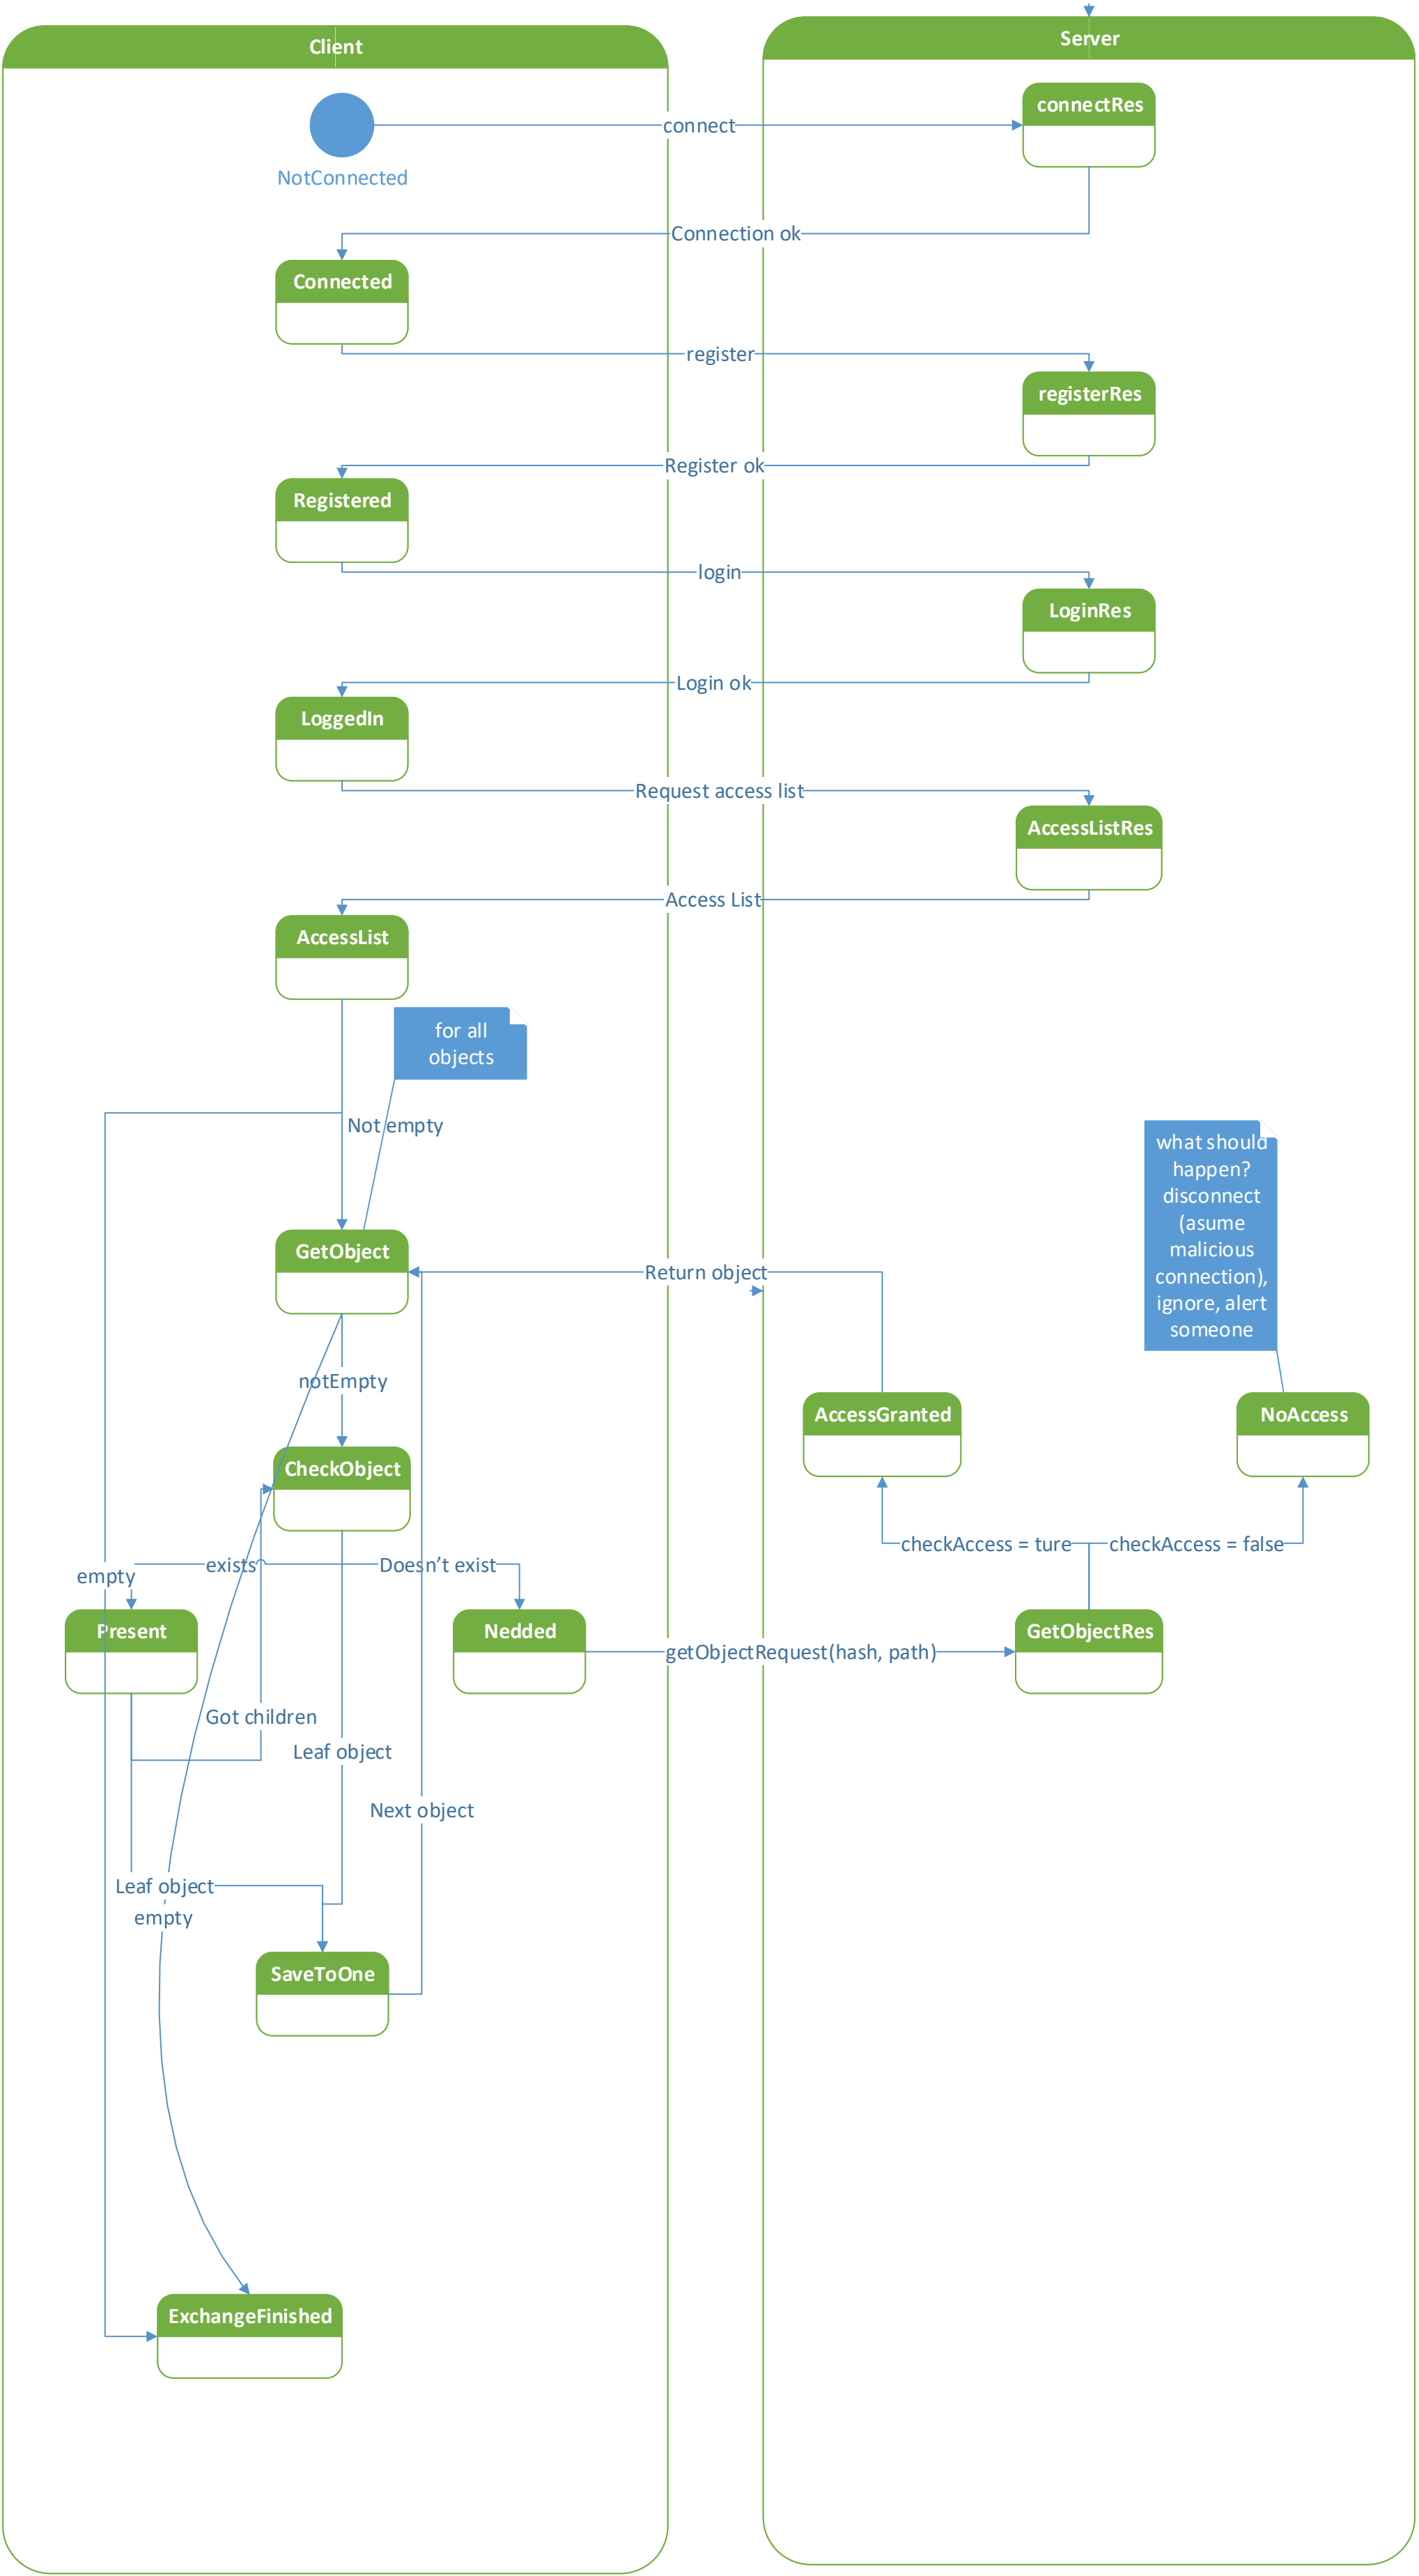 Client
Server
connectRes
connect
NotConnected
Connection ok
Connected
register
registerRes
Register ok
Registered
login
LoginRes
Login ok
LoggedIn
Request access list
AccessListRes
Access List
AccessList
for all
objects
Not empty
what should
happen?
disconnect
(asume
malicious
connection),
ignore, alert
someone
GetObject
Return object
notEmpty
AccessGranted
NoAccess
CheckObject
checkAccess = ture
checkAccess = false
exists
Doesn’t exist
empty
Present
Nedded
GetObjectRes
getObjectRequest(hash, path)
Got children
Leaf object
Next object
Leaf object
empty
SaveToOne
ExchangeFinished